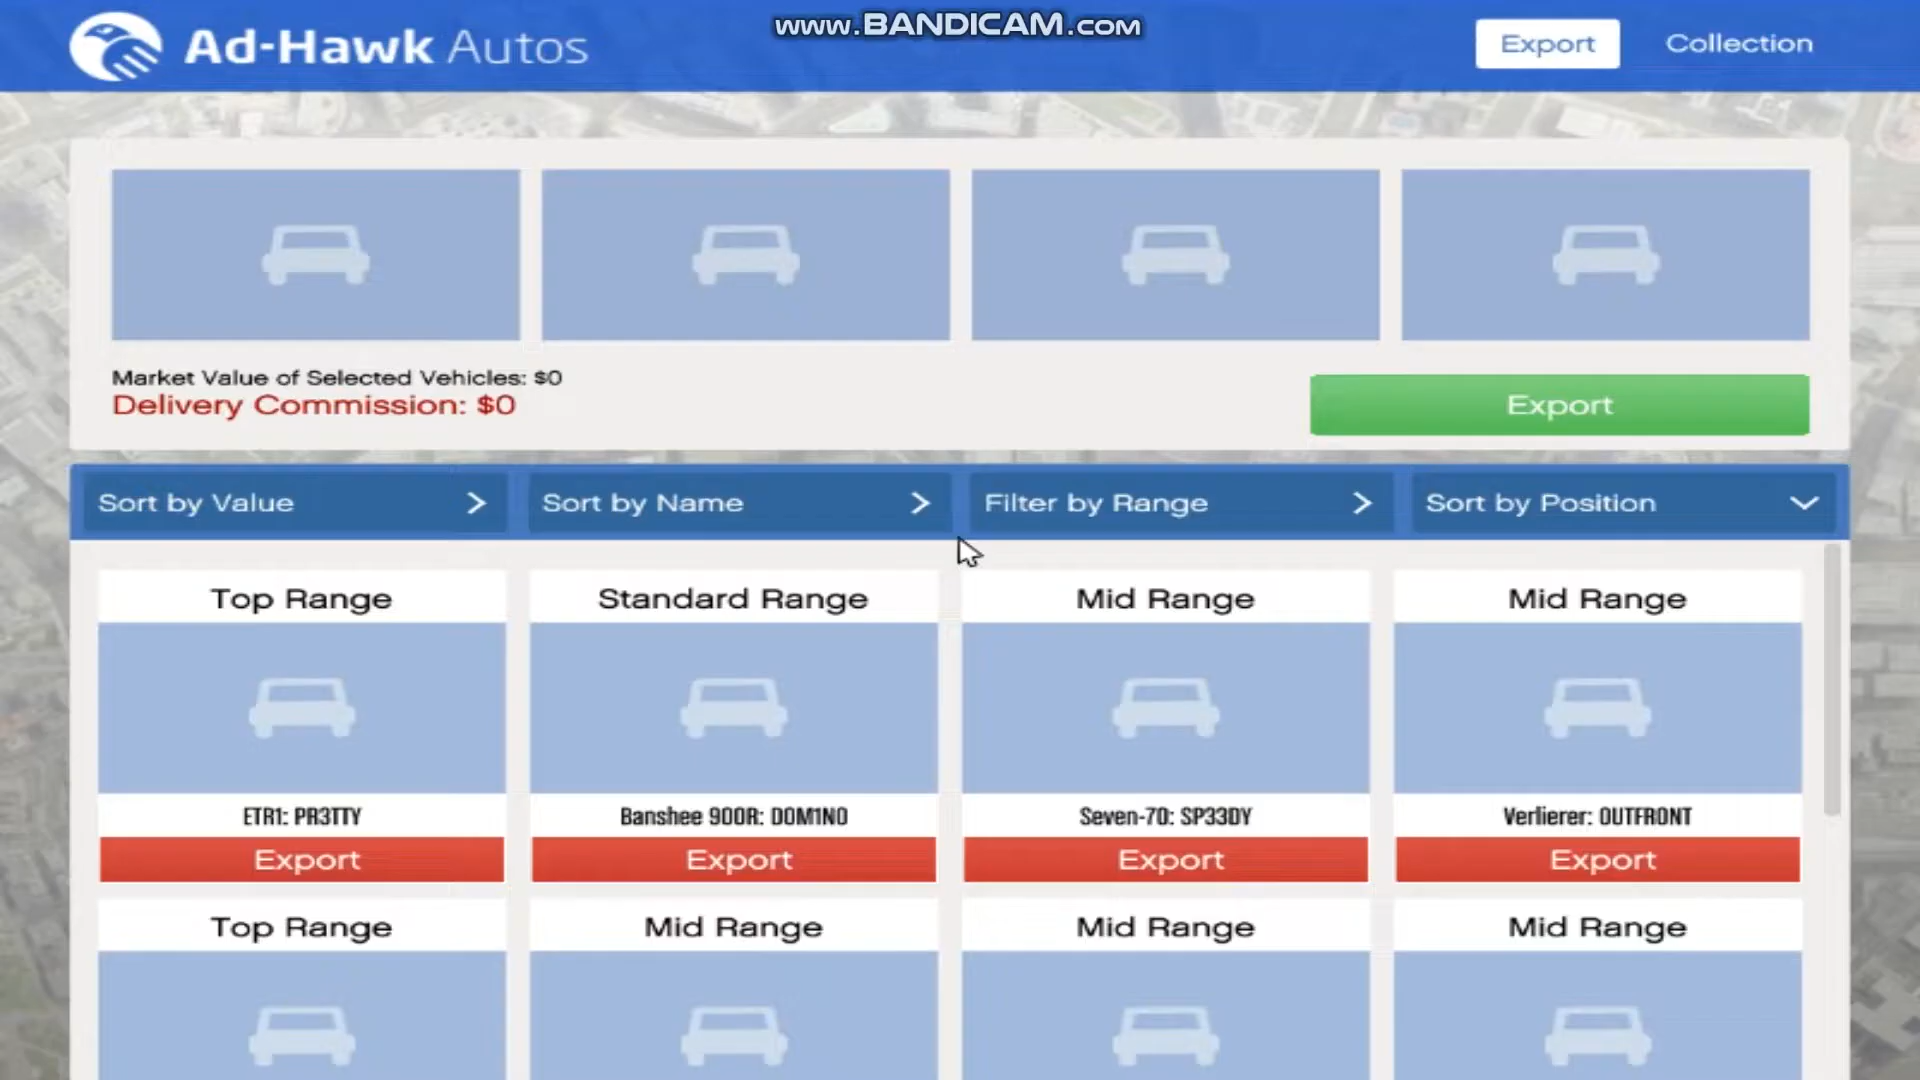 www.BANDICAM.com
Ad-Hawk Autos
Export
Collection
Market Value of Selected Vehicles: $0
Delivery Commission: $0
Export
Sort by Value
Sort by Name
Filter by Range
Sort by Position
Top Range
Standard Range
Mid Range
Mid Range
ETR1: PR3TTY
Banshee 900R: D0M1N0
Seven-70: SP33DY
Verlierer: 0UTFR0NT
Export
Export
Export
Export
Top Range
Mid Range
Mid Range
Mid Range